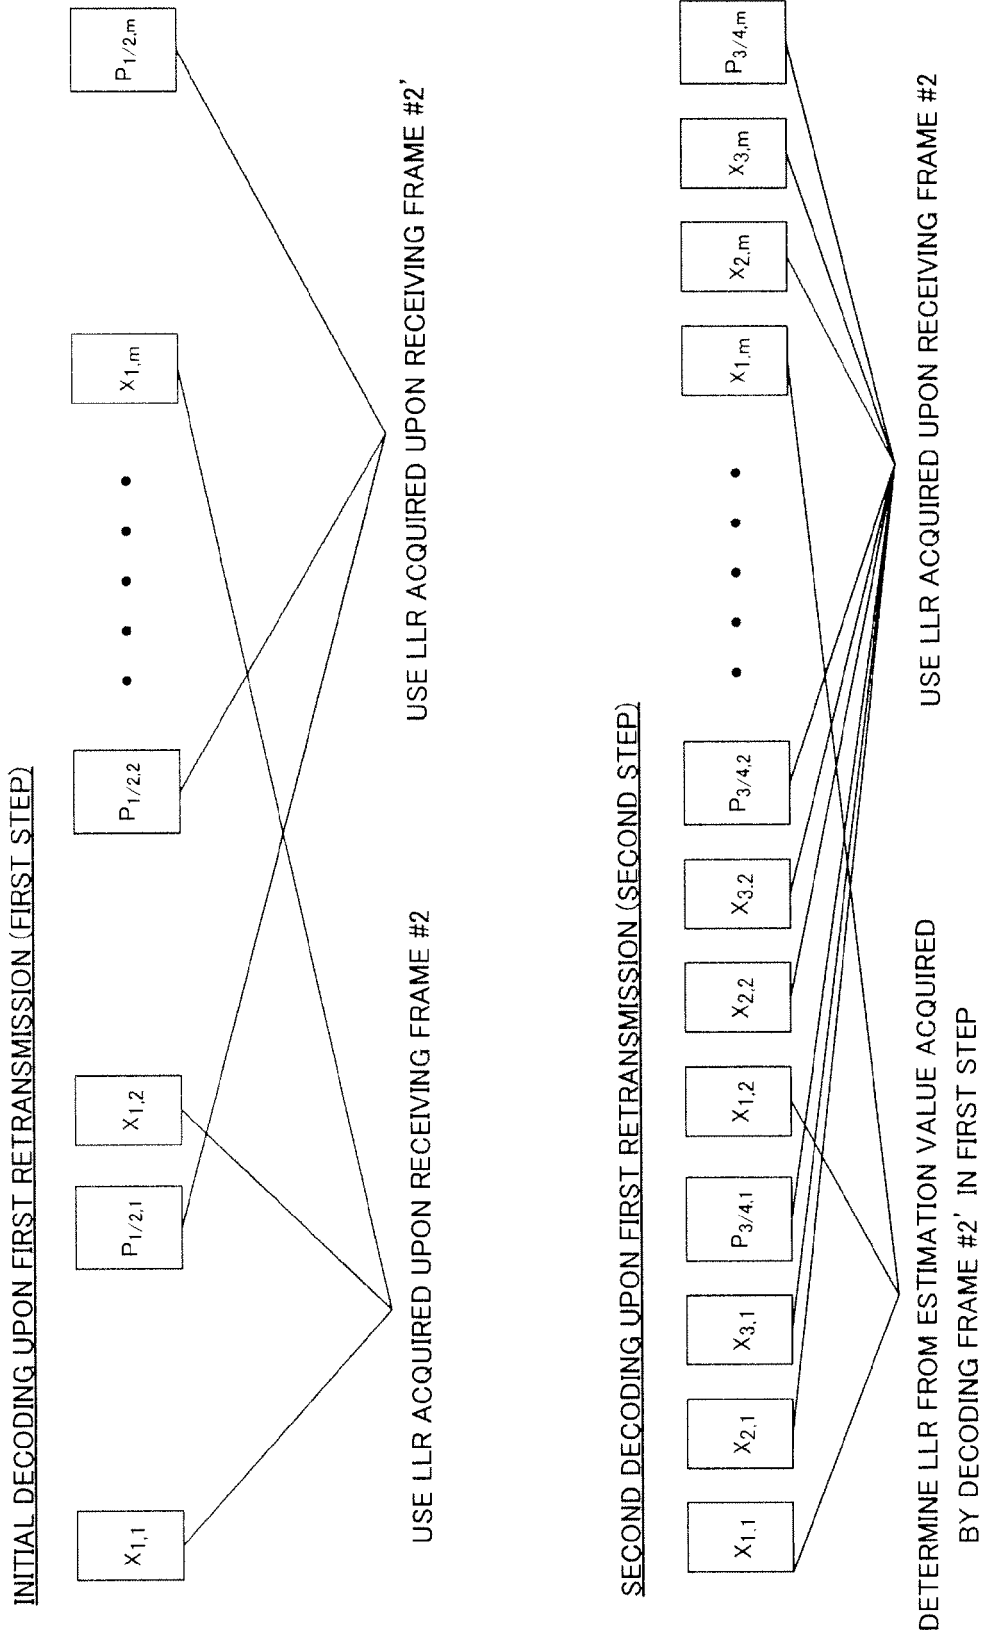 INITIAL DECODING UPON FIRST RETRANSMISSION (FIRST STEP)
X1,1
P1/2,1
X1,2
P1/2,2
X1,m
P1/2,m
USE LLR ACQUIRED UPON RECEIVING FRAME #2
USE LLR ACQUIRED UPON RECEIVING FRAME #2'
SECOND DECODING UPON FIRST RETRANSMISSION (SECOND STEP)
X1,1
X2,1
X3,1
P3/4,1
X1,2
X2,2
X3,2
P3/4,2
X1,m
X2,m
X3,m
P3/4,m
DETERMINE LLR FROM ESTIMATION VALUE ACQUIRED
BY DECODING FRAME #2' IN FIRST STEP
USE LLR ACQUIRED UPON RECEIVING FRAME #2